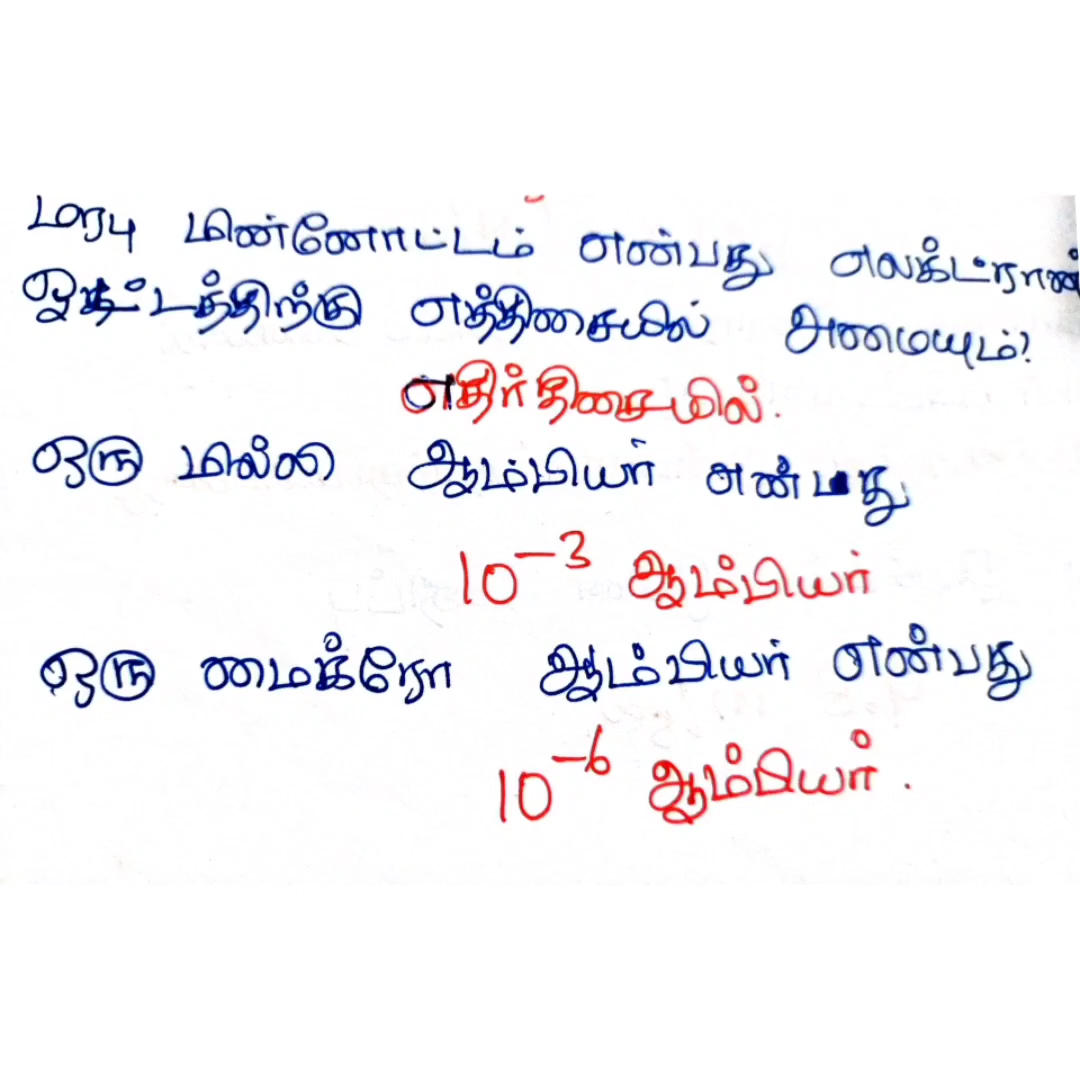 மரபு மின்னோட்டம் என்பது எலக்ட்ரான்
ஓட்டத்திற்கு எத்திசையில் அமையும்?
எதிர்திசையில்.
ஒரு மில்லி ஆம்பியர் என்பது
10⁻³ ஆம்பியர்
ஒரு மைக்ரோ ஆம்பியர் என்பது
10⁻⁶ ஆம்பியர்.